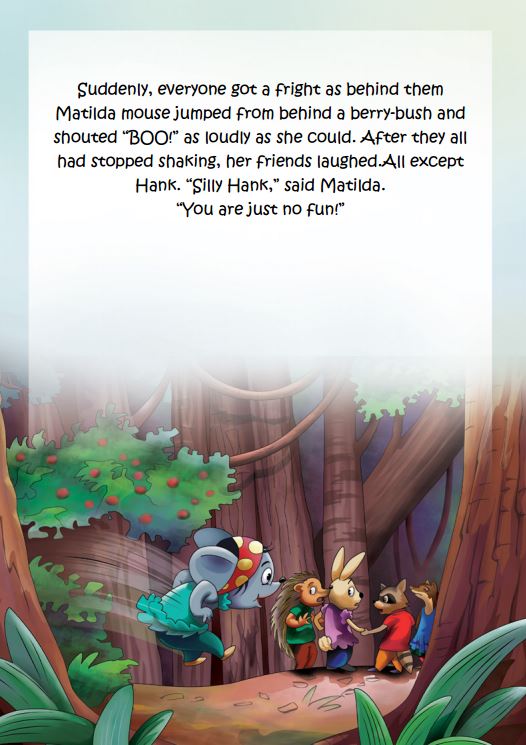 Suddenly, everyone got a fright as behind them
Matilda mouse jumped from behind a berry-bush and
shouted “BOO!” as loudly as she could. After they all
had stopped shaking, her friends laughed.All except
Hank. “Silly Hank,” said Matilda.
“You are just no fun!”